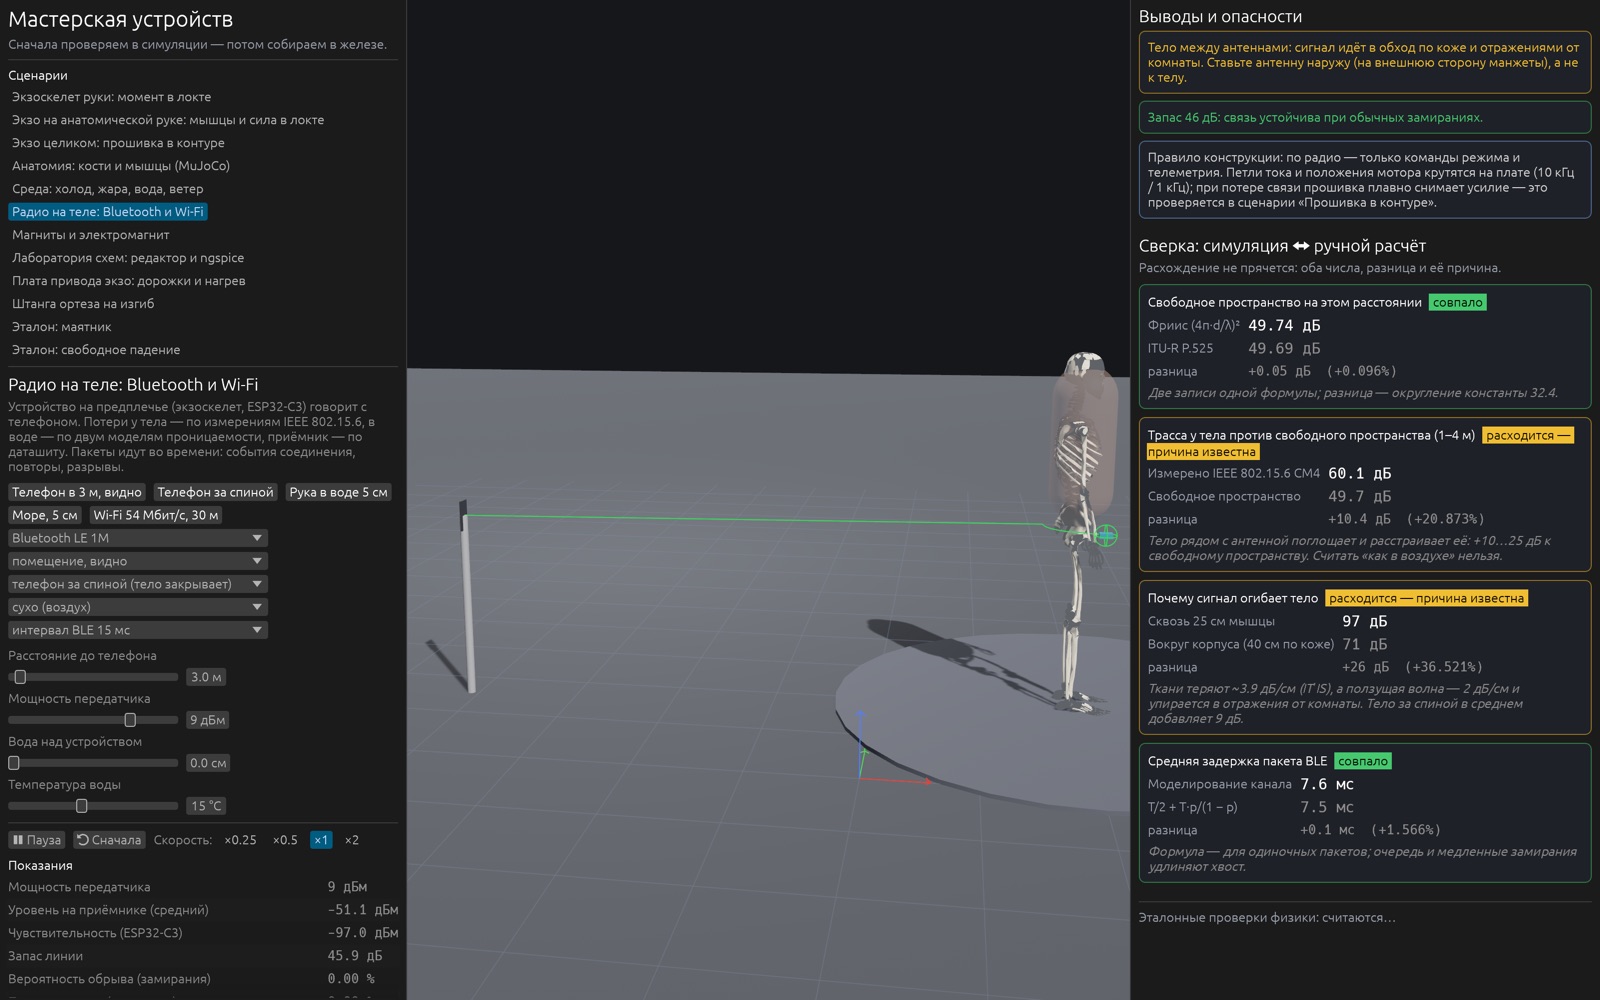 Мастерская устройств
Сначала проверяем в симуляции — потом собираем в железе.
Сценарии
Экзоскелет руки: момент в локте
Экзо на анатомической руке: мышцы и сила в локте
Экзо целиком: прошивка в контуре
Анатомия: кости и мышцы (MuJoCo)
Среда: холод, жара, вода, ветер
Радио на теле: Bluetooth и Wi-Fi
Магниты и электромагнит
Лаборатория схем: редактор и ngspice
Плата привода экзо: дорожки и нагрев
Штанга ортеза на изгиб
Эталон: маятник
Эталон: свободное падение
Радио на теле: Bluetooth и Wi-Fi
Устройство на предплечье (экзоскелет, ESP32-C3) говорит с
телефоном. Потери у тела — по измерениям IEEE 802.15.6, в
воде — по двум моделям проницаемости, приёмник — по
даташиту. Пакеты идут во времени: события соединения,
повторы, разрывы.
Телефон в 3 м, видно Телефон за спиной Рука в воде 5 см
Море, 5 см Wi-Fi 54 Мбит/с, 30 м
Bluetooth LE 1M
помещение, видно
телефон за спиной (тело закрывает)
сухо (воздух)
интервал BLE 15 мс
Расстояние до телефона
3.0 м
Мощность передатчика
9 дБм
Вода над устройством
0.0 см
Температура воды
15 °C
Пауза Сначала Скорость: ×0.25 ×0.5 ×1 ×2
Показания
Мощность передатчика 9 дБм
Уровень на приёмнике (средний) −51.1 дБм
Чувствительность (ESP32-C3) −97.0 дБм
Запас линии 45.9 дБ
Вероятность обрыва (замирания) 0.00 %
Выводы и опасности
Тело между антеннами: сигнал идёт в обход по коже и отражениями от
комнаты. Ставьте антенну наружу (на внешнюю сторону манжеты), а не
к телу.
Запас 46 дБ: связь устойчива при обычных замираниях.
Правило конструкции: по радио — только команды режима и
телеметрия. Петли тока и положения мотора крутятся на плате (10 кГц
/ 1 кГц); при потере связи прошивка плавно снимает усилие — это
проверяется в сценарии «Прошивка в контуре».
Сверка: симуляция ⬌ ручной расчёт
Расхождение не прячется: оба числа, разница и её причина.
Свободное пространство на этом расстоянии совпало
Фриис (4π·d/λ)² 49.74 дБ
ITU-R P.525 49.69 дБ
разница +0.05 дБ (+0.096%)
Две записи одной формулы; разница — округление константы 32.4.
Трасса у тела против свободного пространства (1–4 м) расходится —
причина известна
Измерено IEEE 802.15.6 CM4 60.1 дБ
Свободное пространство 49.7 дБ
разница +10.4 дБ (+20.873%)
Тело рядом с антенной поглощает и расстраивает её: +10…25 дБ к
свободному пространству. Считать «как в воздухе» нельзя.
Почему сигнал огибает тело расходится — причина известна
Сквозь 25 см мышцы 97 дБ
Вокруг корпуса (40 см по коже) 71 дБ
разница +26 дБ (+36.521%)
Ткани теряют ~3.9 дБ/см (IT'IS), а ползущая волна — 2 дБ/см и
упирается в отражения от комнаты. Тело за спиной в среднем
добавляет 9 дБ.
Средняя задержка пакета BLE совпало
Моделирование канала 7.6 мс
T/2 + T·p/(1 − p) 7.5 мс
разница +0.1 мс (+1.566%)
Формула — для одиночных пакетов; очередь и медленные замирания
удлиняют хвост.
Эталонные проверки физики: считаются…